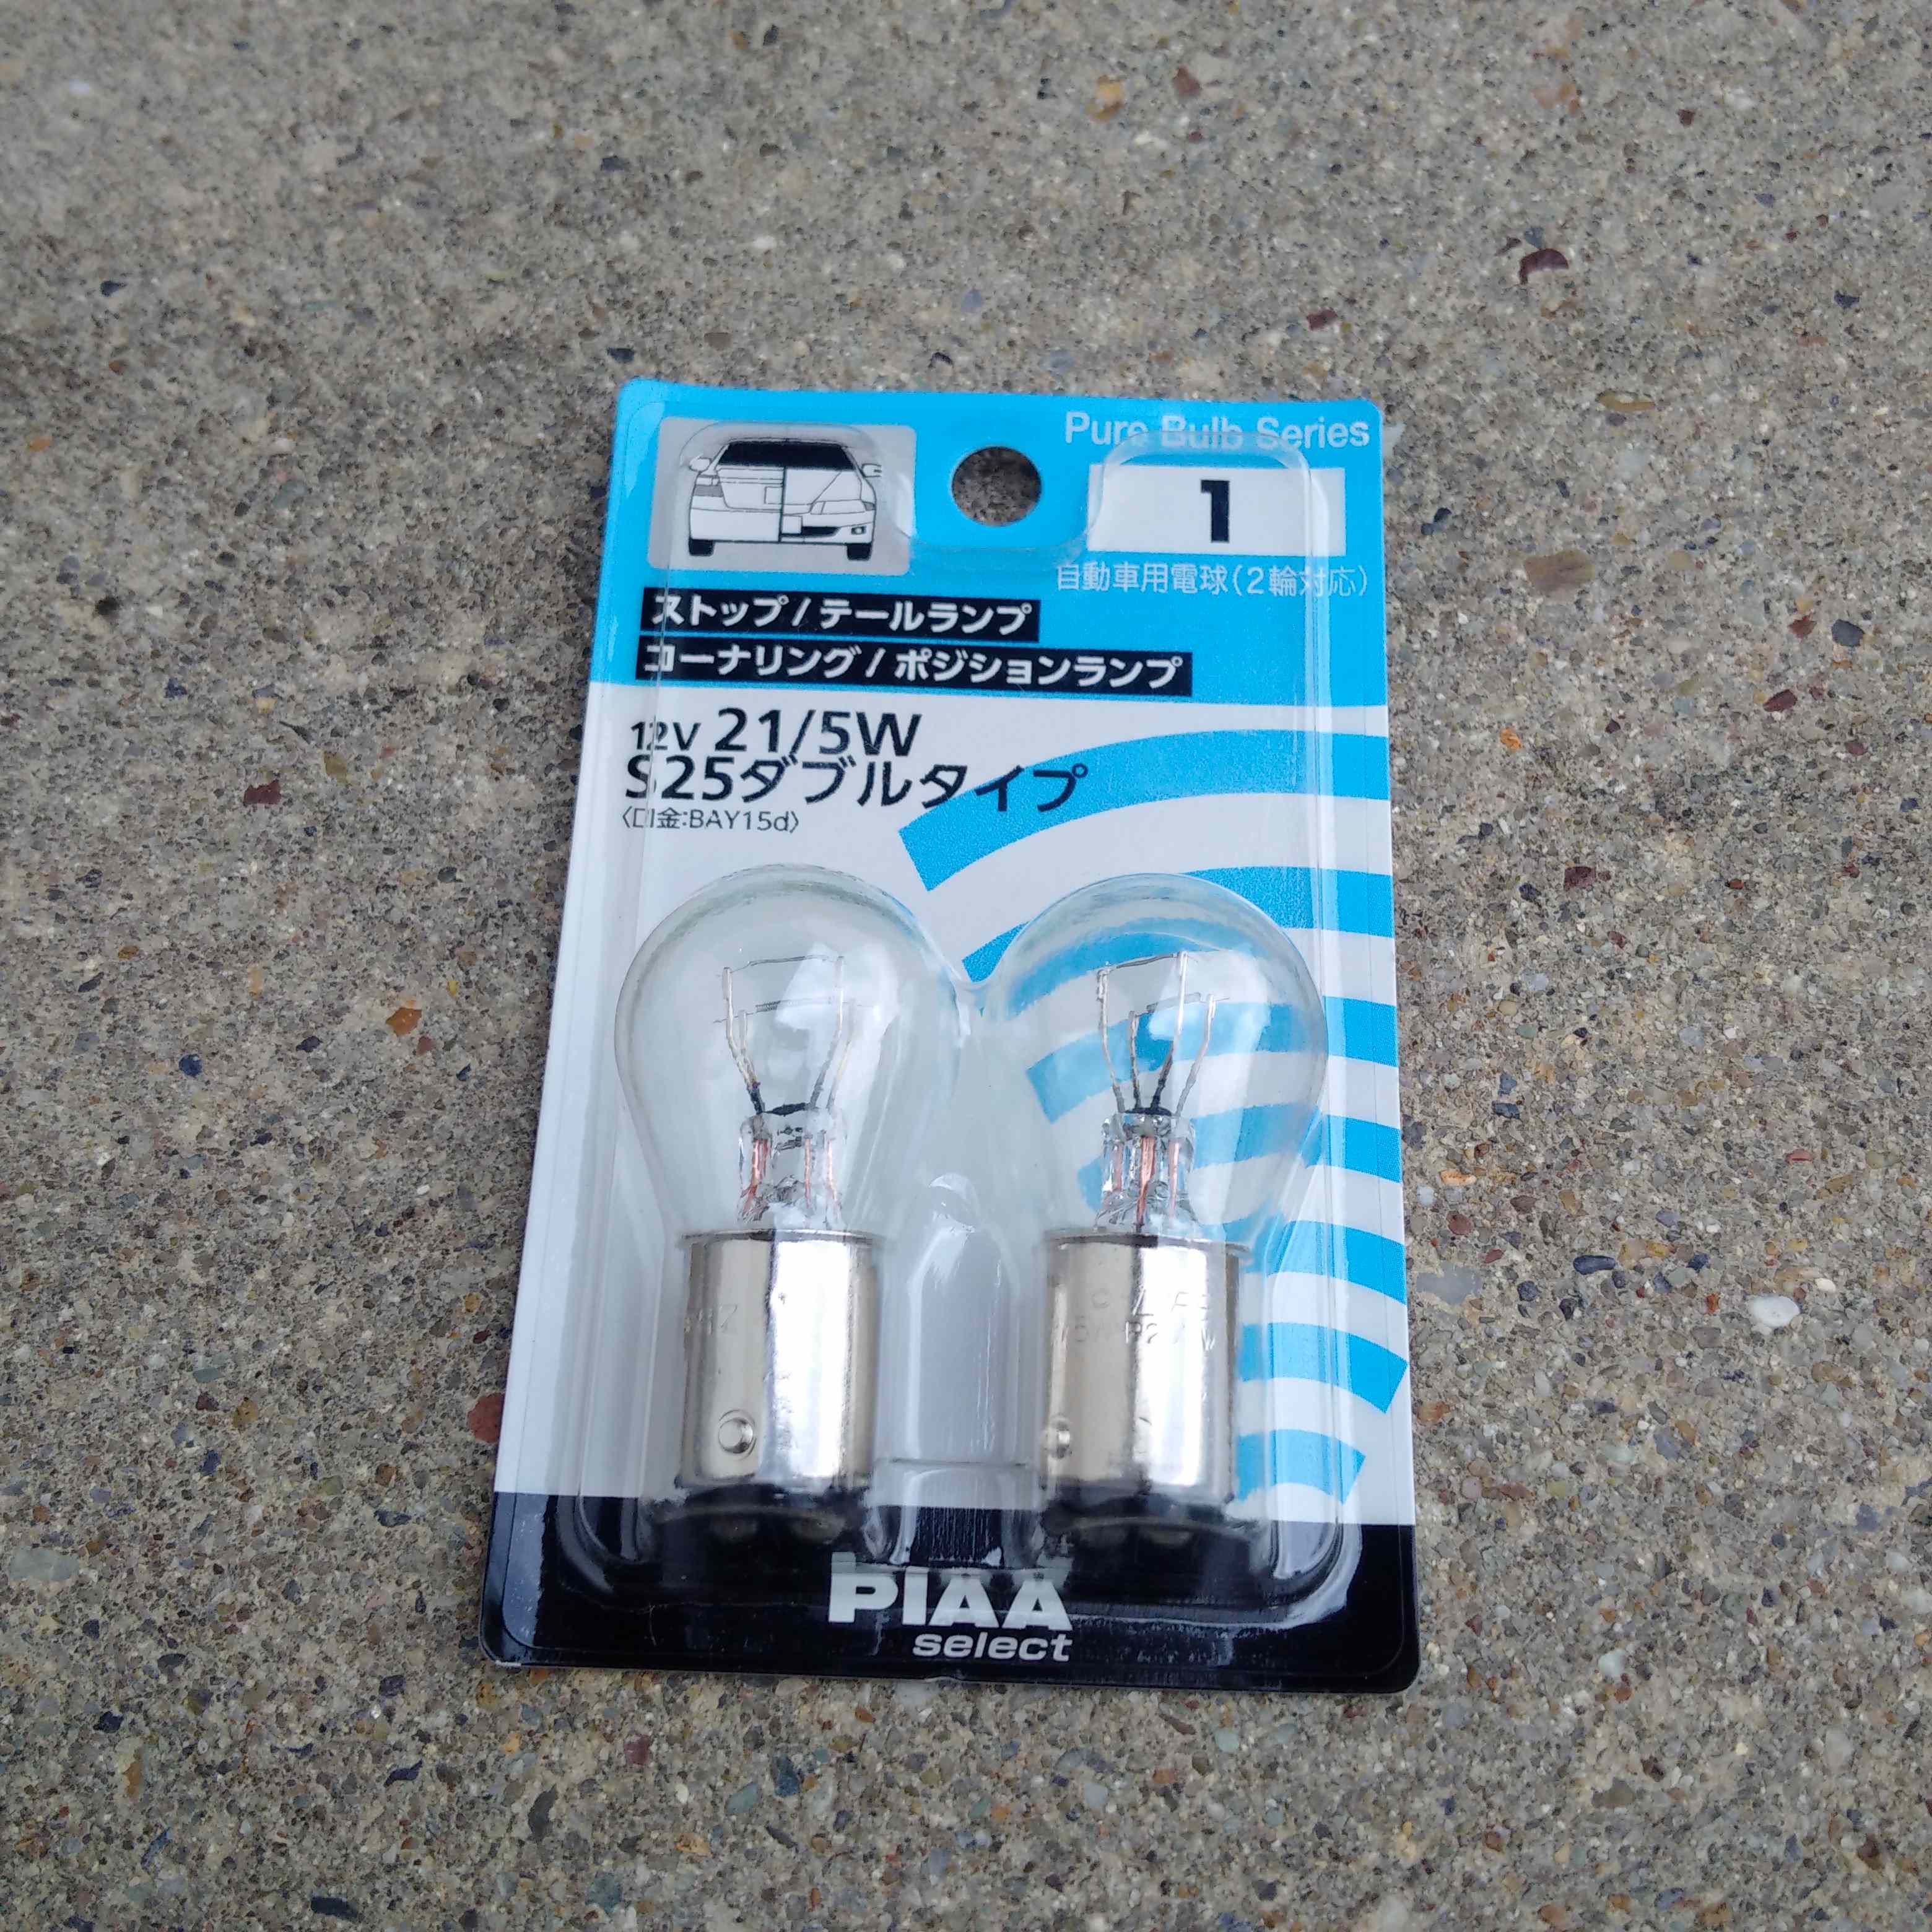 Pure Bulb Series
1
自動車用電球(2輪対応)
ストップ/テールランプ
コーナリング/ポジションランプ
12V 21/5W
S25ダブルタイプ
〈口金:BAY15d〉
PIAA
select